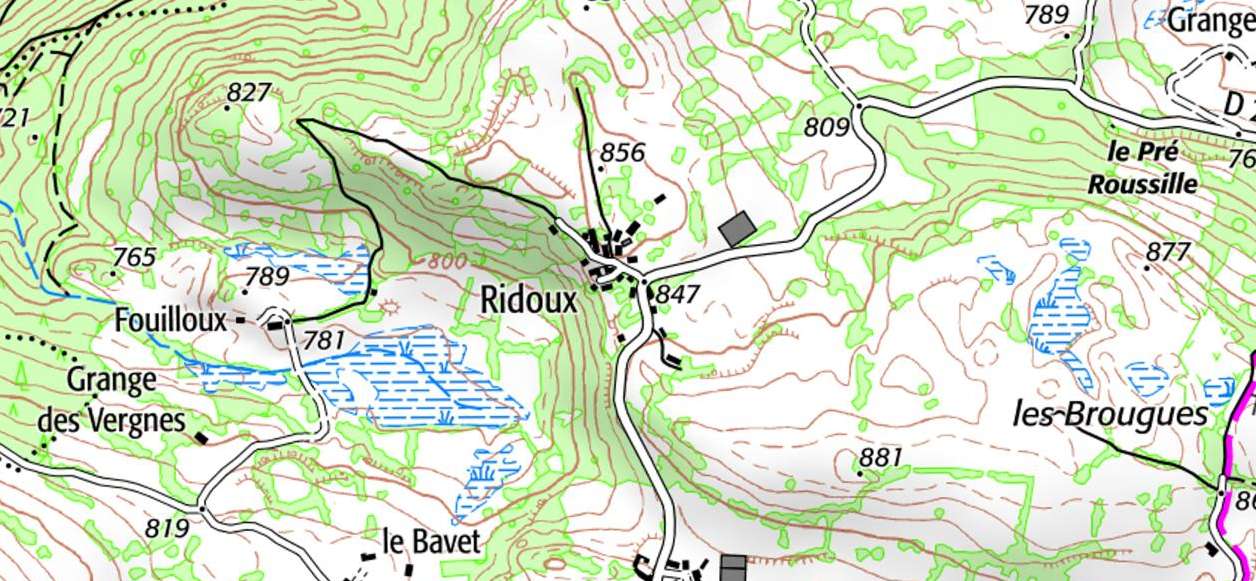 789
Grange
827
721
809
D
856
le Pré
Roussille
765
877
789
800
Ridoux
847
Fouilloux
781
Grange
des Vergnes
les Brougues
881
819
le Bavet